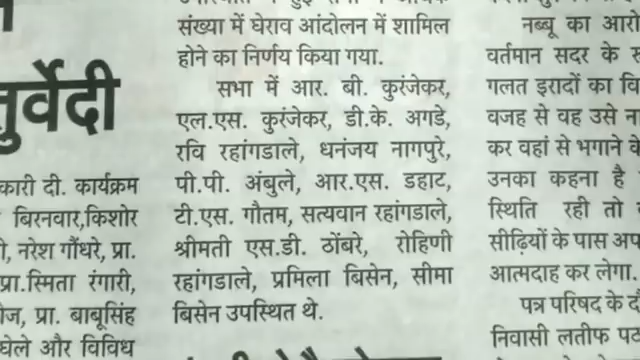 तुर्वेदी
कारी दी. कार्यक्रम
बिरनवार,किशोर
नरेश गौंधरे, प्रा.
प्रा.स्मिता रंगारी,
प्रा. बाबूसिंह
घेले और विविध
संख्या में घेराव आंदोलन में शामिल
होने का निर्णय किया गया.
सभा में आर. बी. कुरंजेकर,
एल.एस. कुरंजेकर, डी.के. अगडे,
रवि रहांगडाले, धनंजय नागपुरे,
पी.पी. अंबुले, आर.एस. डहाट,
टी.एस. गौतम, सत्यवान रहांगडाले,
श्रीमती एस.डी. ठोंबरे, रोहिणी
रहांगडाले, प्रमिला बिसेन, सीमा
बिसेन उपस्थित थे.
नब्बू का आरो
वर्तमान सदर के
गलत इरादों का वि
वजह से वह उसे ना
कर वहां से भगाने के
उनका कहना है
स्थिति रही तो
सीढ़ियों के पास अप
आत्मदाह कर लेगा.
पत्र परिषद के दौ
निवासी लतीफ पट